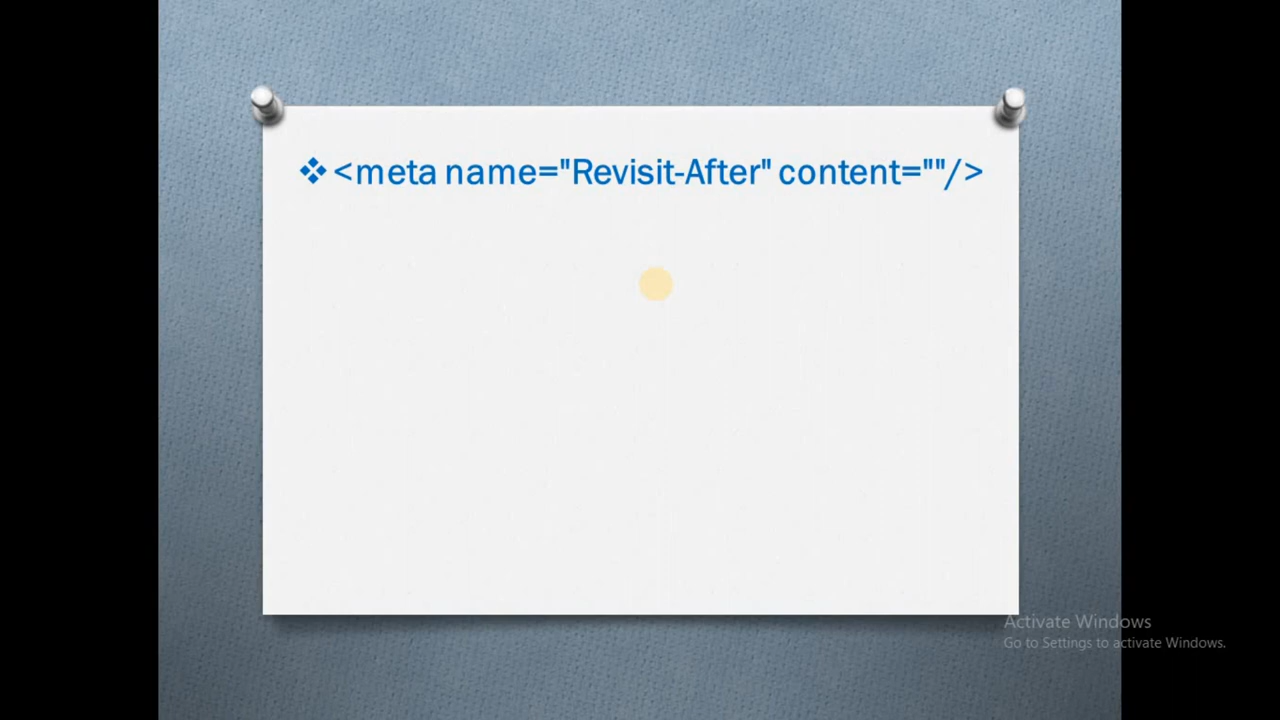 ❖ <meta name="Revisit-After" content=""/>
Activate Windows
Go to Settings to activate Windows.